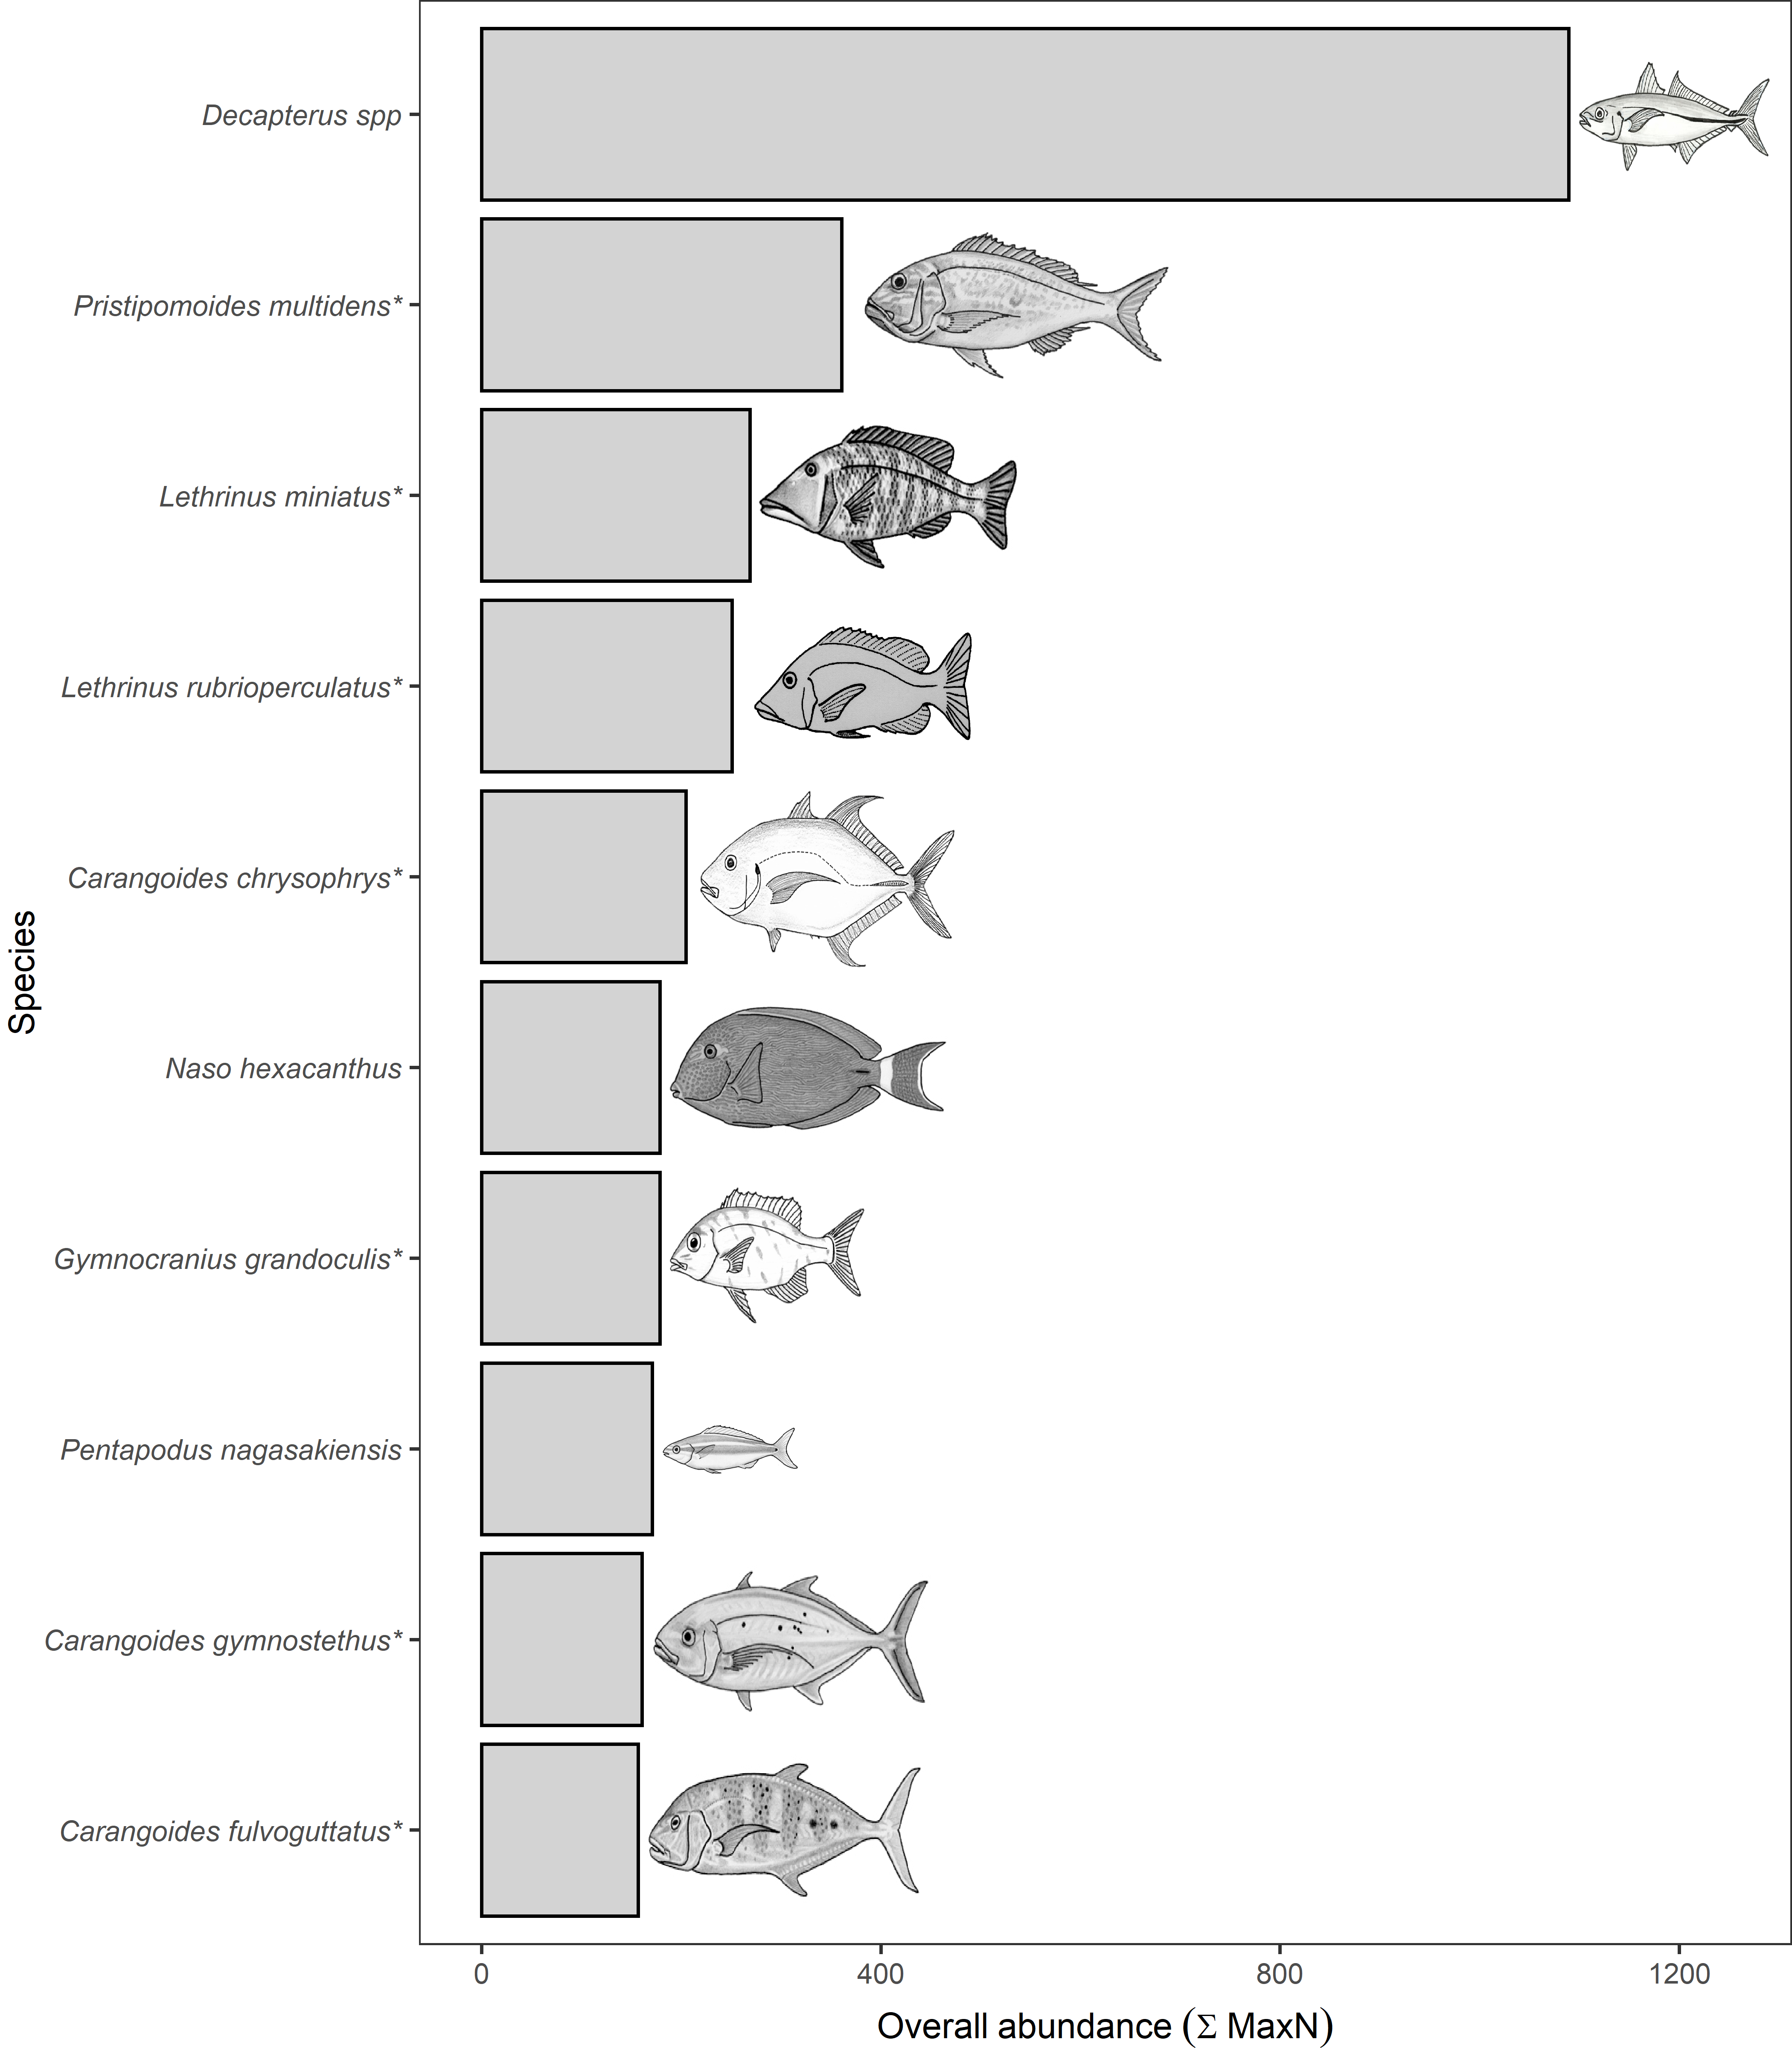 Decapterus spp
Pristipomoides multidens*
Lethrinus miniatus*
Lethrinus rubrioperculatus*
Carangoides chrysophrys*
Naso hexacanthus
Gymnocranius grandoculis*
Pentapodus nagasakiensis
Carangoides gymnostethus*
Carangoides fulvoguttatus*
Species
0 400 800 1200
Overall abundance (Σ MaxN)